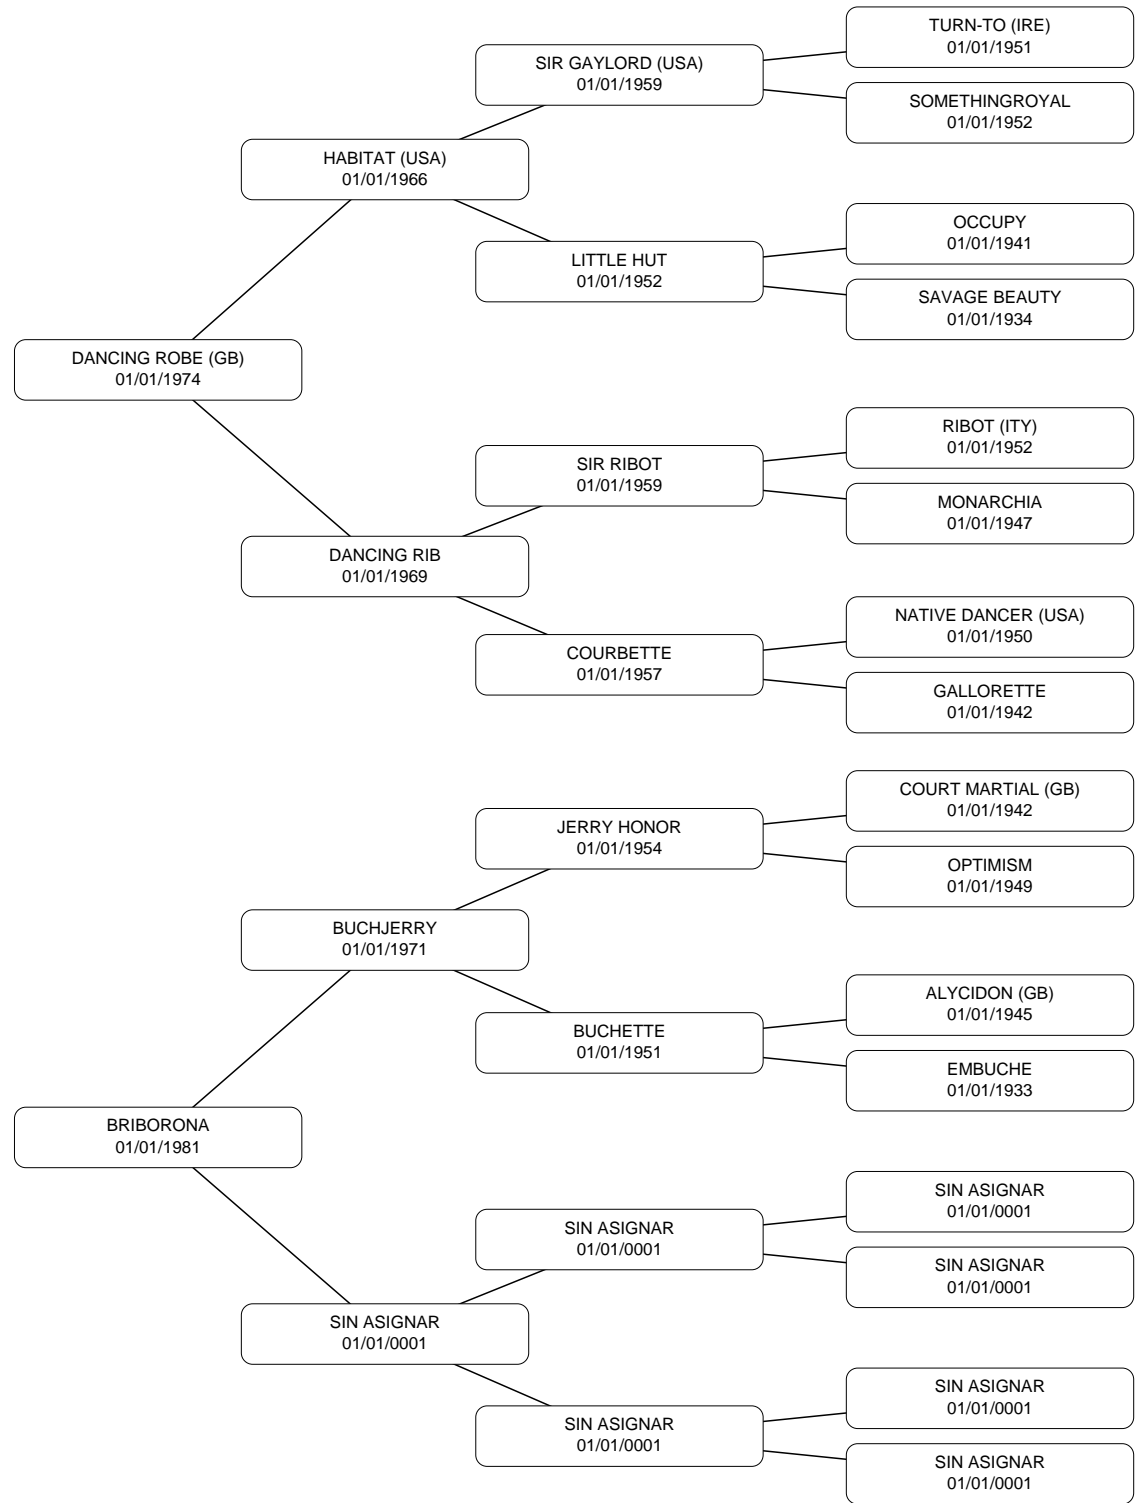 TURN-TO (IRE)
01/01/1951
SIR GAYLORD (USA)
01/01/1959
SOMETHINGROYAL
01/01/1952
HABITAT (USA)
01/01/1966
OCCUPY
01/01/1941
LITTLE HUT
01/01/1952
SAVAGE BEAUTY
01/01/1934
DANCING ROBE (GB)
01/01/1974
RIBOT (ITY)
01/01/1952
SIR RIBOT
01/01/1959
MONARCHIA
01/01/1947
DANCING RIB
01/01/1969
NATIVE DANCER (USA)
01/01/1950
COURBETTE
01/01/1957
GALLORETTE
01/01/1942
COURT MARTIAL (GB)
01/01/1942
JERRY HONOR
01/01/1954
OPTIMISM
01/01/1949
BUCHJERRY
01/01/1971
ALYCIDON (GB)
01/01/1945
BUCHETTE
01/01/1951
EMBUCHE
01/01/1933
BRIBORONA
01/01/1981
SIN ASIGNAR
01/01/0001
SIN ASIGNAR
01/01/0001
SIN ASIGNAR
01/01/0001
SIN ASIGNAR
01/01/0001
SIN ASIGNAR
01/01/0001
SIN ASIGNAR
01/01/0001
SIN ASIGNAR
01/01/0001